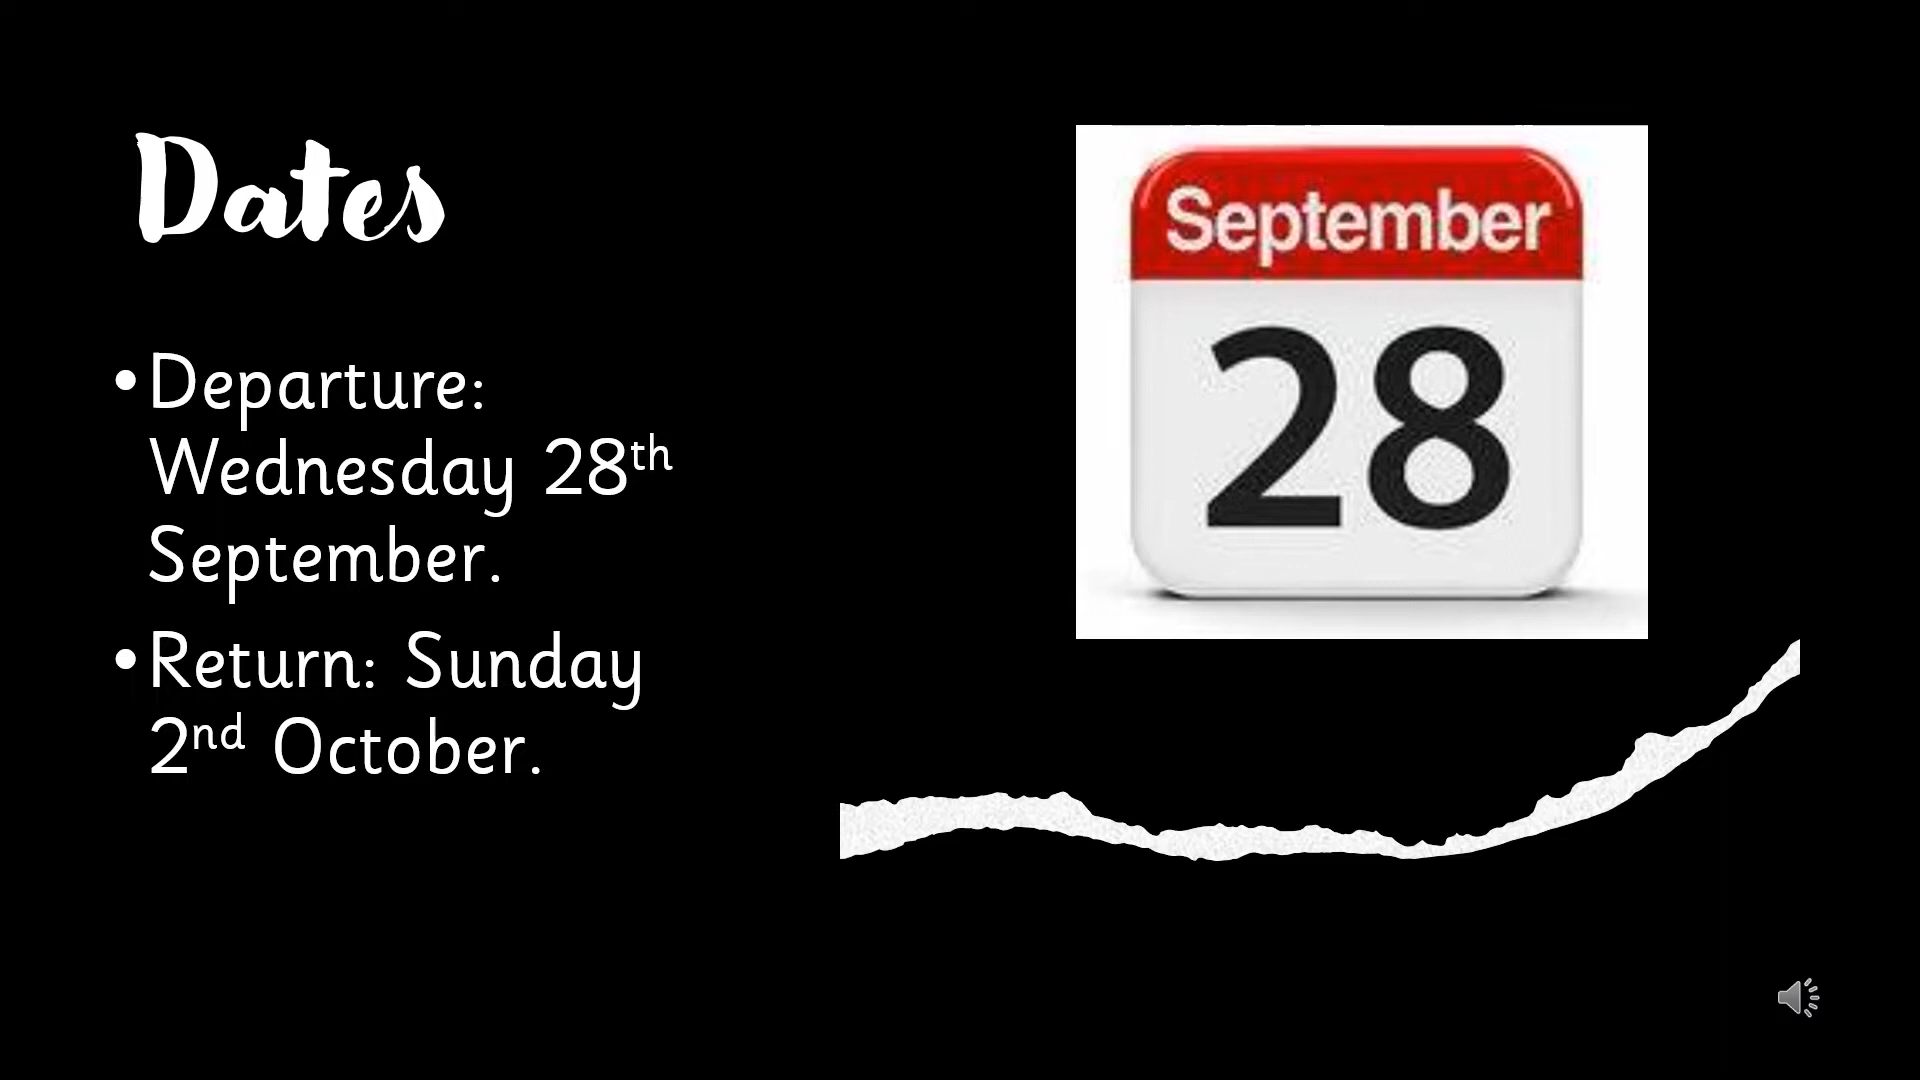 Dates
• Departure:
Wednesday 28th
September.
• Return: Sunday
2nd October.
September
28